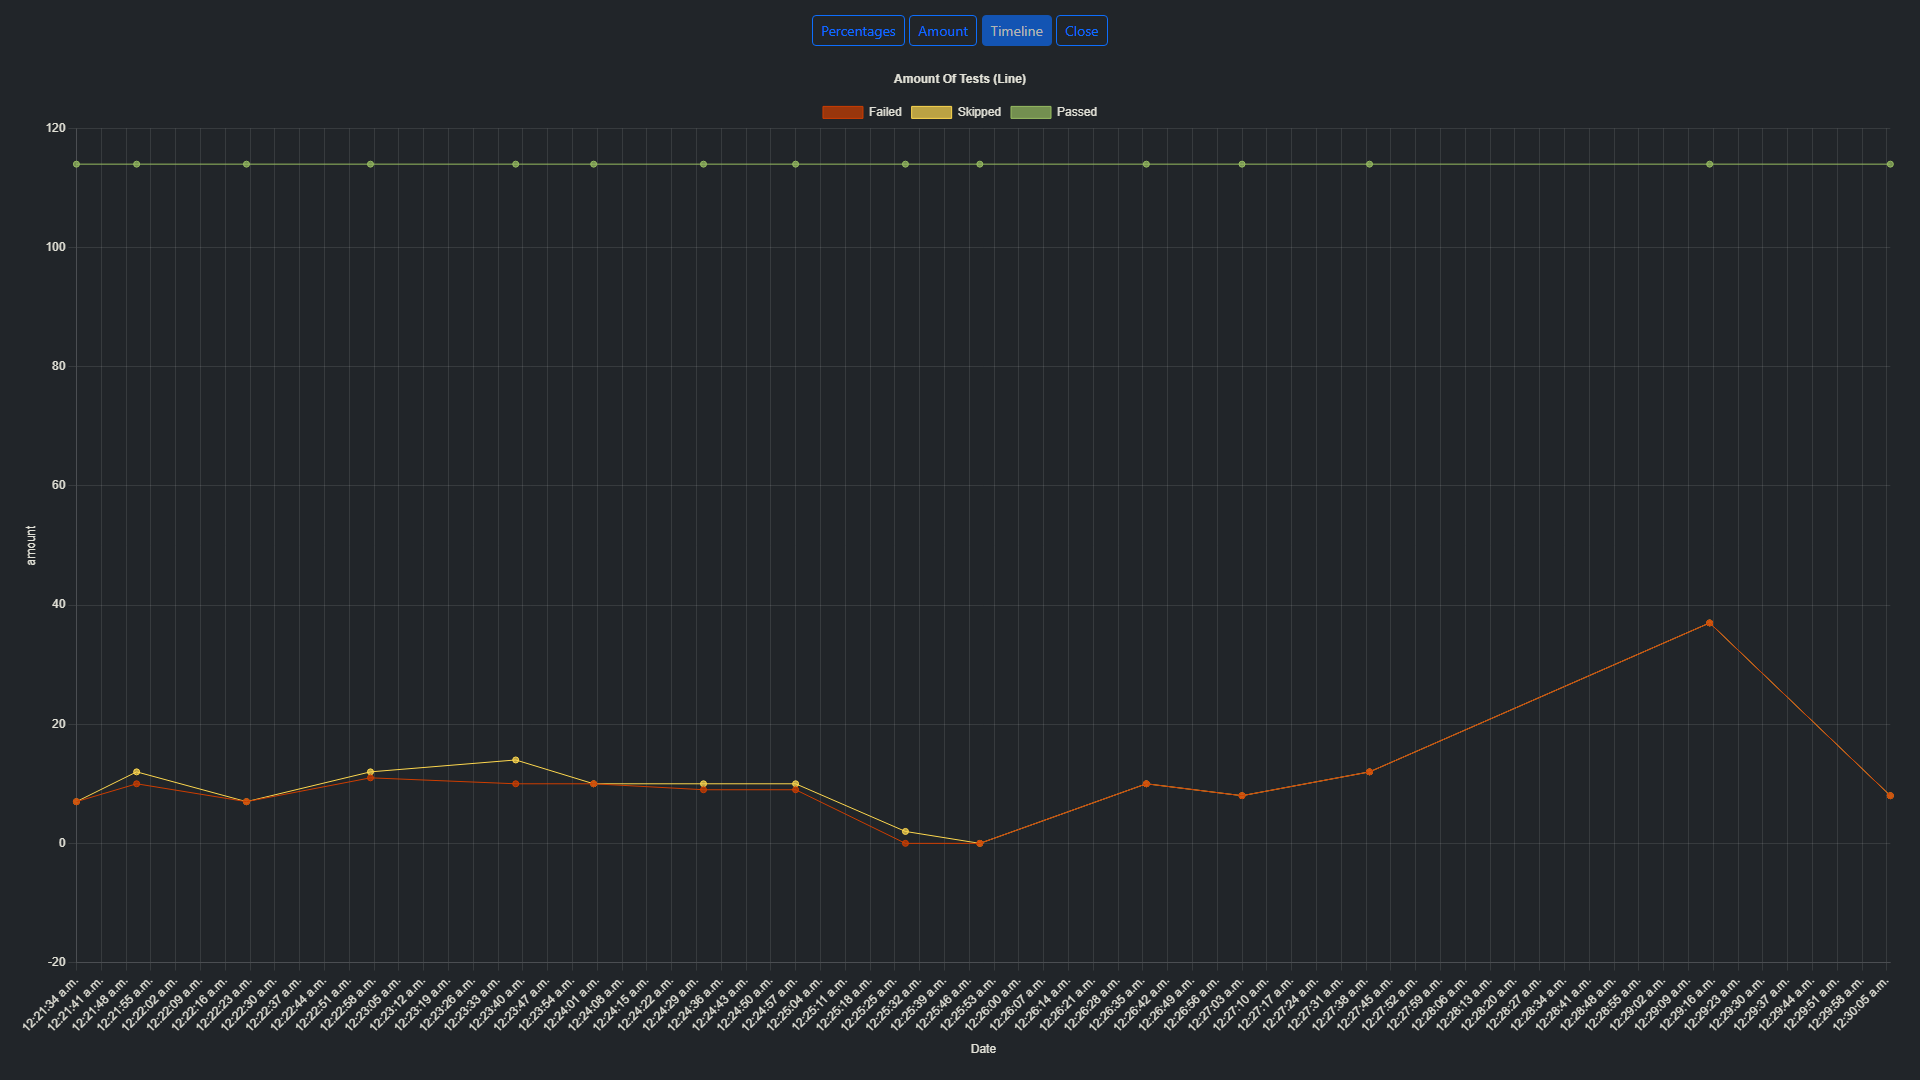 Percentages Amount Timeline Close
Amount Of Tests (Line)
Failed Skipped Passed
120
100
80
60
40
20
0
-20
amount
12:21:34 a.m. 12:21:41 a.m. 12:21:48 a.m. 12:21:55 a.m. 12:22:02 a.m. 12:22:09 a.m. 12:22:16 a.m. 12:22:23 a.m. 12:22:30 a.m. 12:22:37 a.m. 12:22:44 a.m. 12:22:51 a.m. 12:22:58 a.m. 12:23:05 a.m. 12:23:12 a.m. 12:23:19 a.m. 12:23:26 a.m. 12:23:33 a.m. 12:23:40 a.m. 12:23:47 a.m. 12:23:54 a.m. 12:24:01 a.m. 12:24:08 a.m. 12:24:15 a.m. 12:24:22 a.m. 12:24:29 a.m. 12:24:36 a.m. 12:24:43 a.m. 12:24:50 a.m. 12:24:57 a.m. 12:25:04 a.m. 12:25:11 a.m. 12:25:18 a.m. 12:25:25 a.m. 12:25:32 a.m. 12:25:39 a.m. 12:25:46 a.m. 12:25:53 a.m. 12:26:00 a.m. 12:26:07 a.m. 12:26:14 a.m. 12:26:21 a.m. 12:26:28 a.m. 12:26:35 a.m. 12:26:42 a.m. 12:26:49 a.m. 12:26:56 a.m. 12:27:03 a.m. 12:27:10 a.m. 12:27:17 a.m. 12:27:24 a.m. 12:27:31 a.m. 12:27:38 a.m. 12:27:45 a.m. 12:27:52 a.m. 12:27:59 a.m. 12:28:06 a.m. 12:28:13 a.m. 12:28:20 a.m. 12:28:27 a.m. 12:28:34 a.m. 12:28:41 a.m. 12:28:48 a.m. 12:28:55 a.m. 12:29:02 a.m. 12:29:09 a.m. 12:29:16 a.m. 12:29:23 a.m. 12:29:30 a.m. 12:29:37 a.m. 12:29:44 a.m. 12:29:51 a.m. 12:29:58 a.m. 12:30:05 a.m.
Date